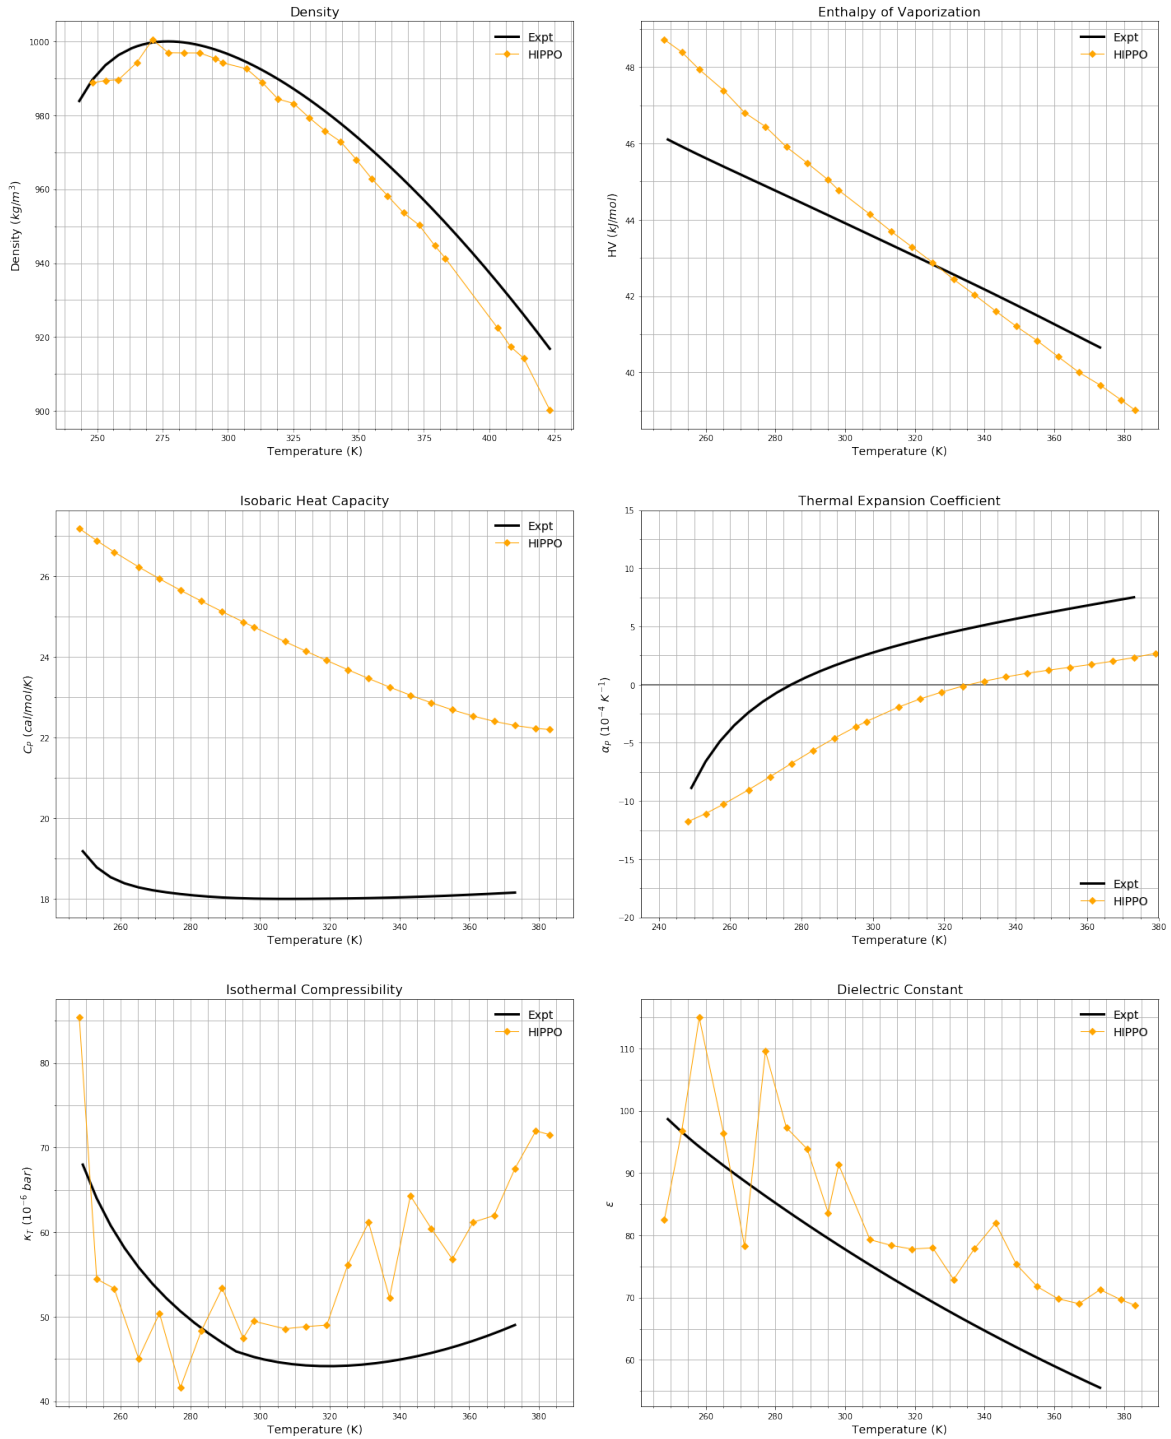 Density
Expt
HIPPO
1000
980
960
940
920
900
Density (kg/m³)
250 275 300 325 350 375 400 425
Temperature (K)
Enthalpy of Vaporization
Expt
HIPPO
48
46
44
42
40
HV (kJ/mol)
260 280 300 320 340 360 380
Temperature (K)
Isobaric Heat Capacity
Expt
HIPPO
26
24
22
20
18
C_P (cal/mol/K)
260 280 300 320 340 360 380
Temperature (K)
Thermal Expansion Coefficient
15
10
5
0
−5
−10
−15
−20
α_P (10⁻⁴ K⁻¹)
Expt
HIPPO
240 260 280 300 320 340 360 380
Temperature (K)
Isothermal Compressibility
Expt
HIPPO
80
70
60
50
40
κ_T (10⁻⁶ bar)
260 280 300 320 340 360 380
Temperature (K)
Dielectric Constant
Expt
HIPPO
110
100
90
80
70
60
ε
260 280 300 320 340 360 380
Temperature (K)